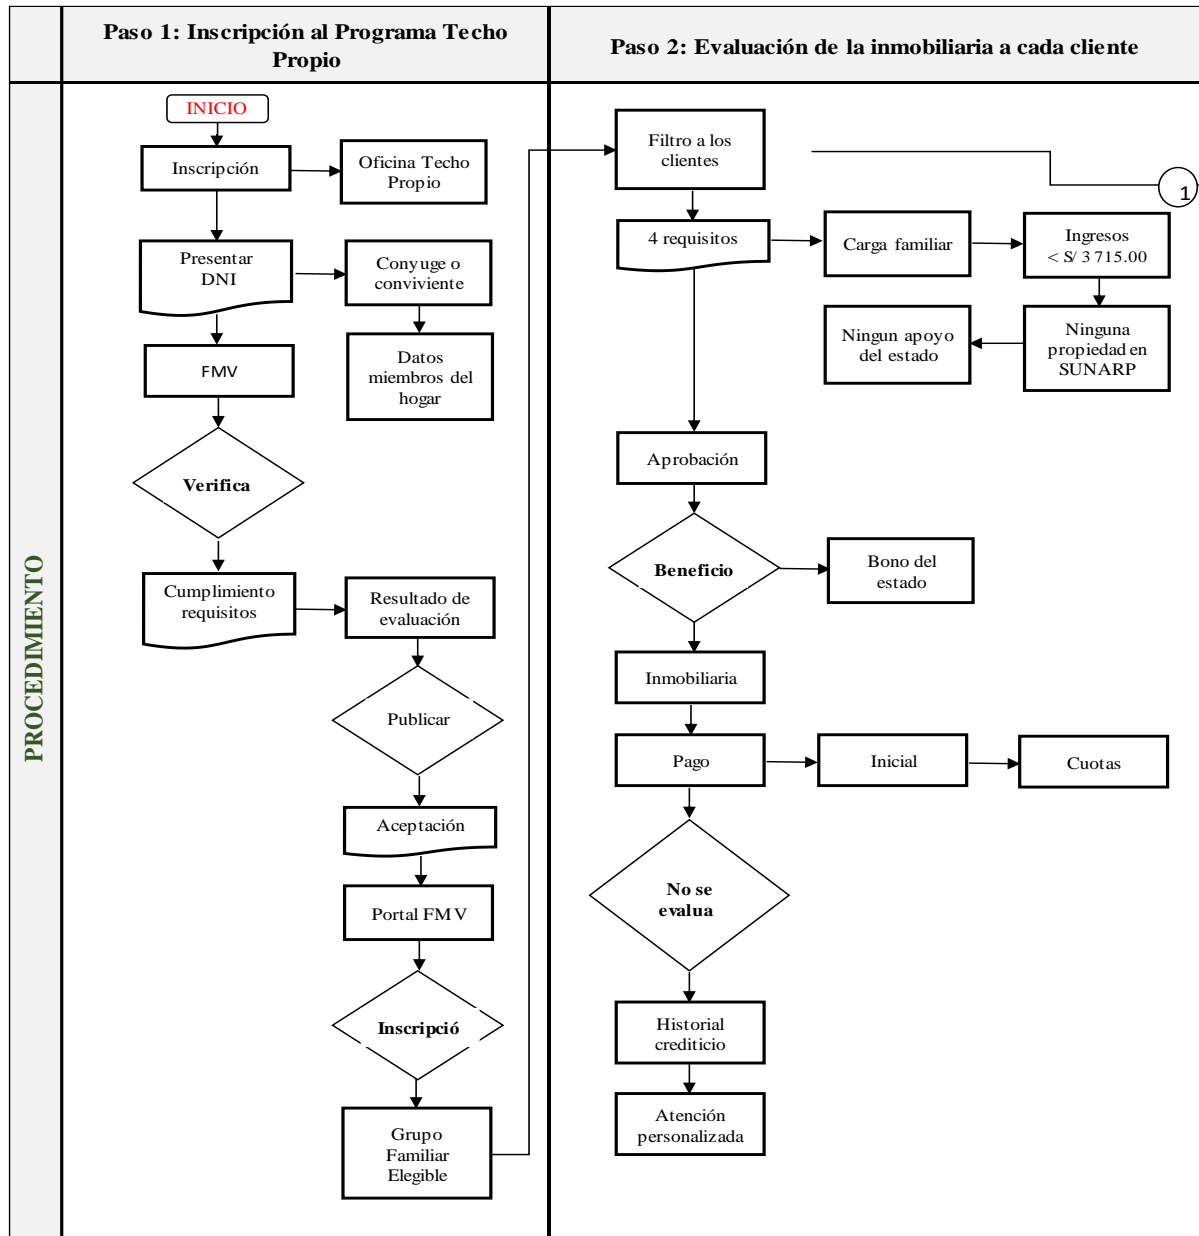 Paso 1: Inscripción al Programa Techo
Propio
Paso 2: Evaluación de la inmobiliaria a cada cliente
PROCEDIMIENTO
INICIO
Inscripción
Oficina Techo
Propio
Presentar
DNI
Conyuge o
conviviente
FMV
Datos
miembros del
hogar
Verifica
Cumplimiento
requisitos
Resultado de
evaluación
Publicar
Aceptación
Portal FMV
Inscripció
Grupo
Familiar
Elegible
Filtro a los
clientes
1
4 requisitos
Carga familiar
Ingresos
< S/ 3 715.00
Ningun apoyo
del estado
Ninguna
propiedad en
SUNARP
Aprobación
Beneficio
Bono del
estado
Inmobiliaria
Pago
Inicial
Cuotas
No se
evalua
Historial
crediticio
Atención
personalizada